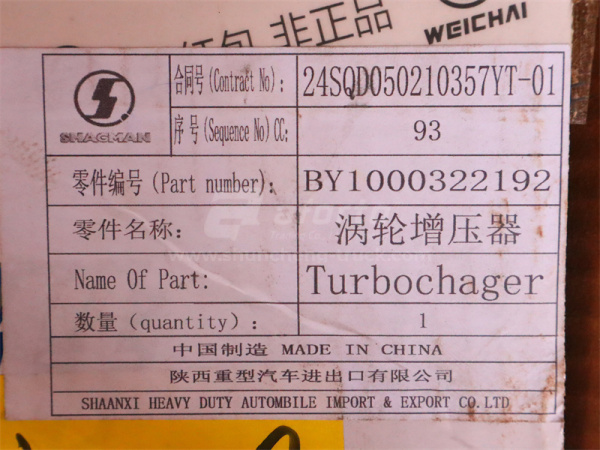 非正品
WEICHAI
SHACMAN
合同号(Contract No): 24SQD050210357YT-01
序号(Sequence No)CC: 93
零件编号(Part number): BY1000322192
零件名称: 涡轮增压器
Name Of Part: Turbochager
数量(quantity): 1
中国制造 MADE IN CHINA
陕西重型汽车进出口有限公司
SHAANXI HEAVY DUTY AUTOMBILE IMPORT & EXPORT CO.LTD